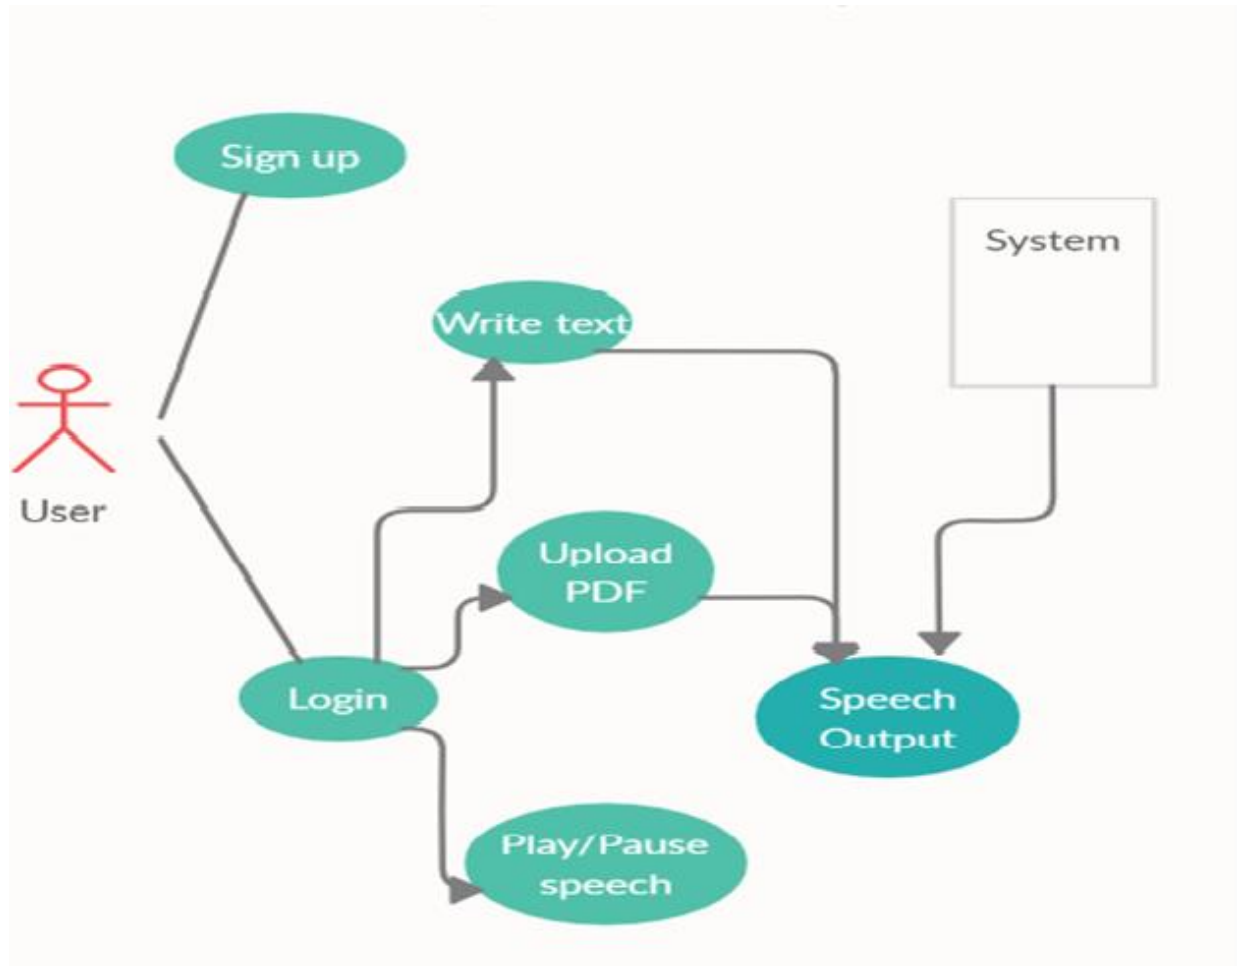 Sign up
System
Write text
User
Upload
PDF
Login
Speech
Output
Play/Pause
speech